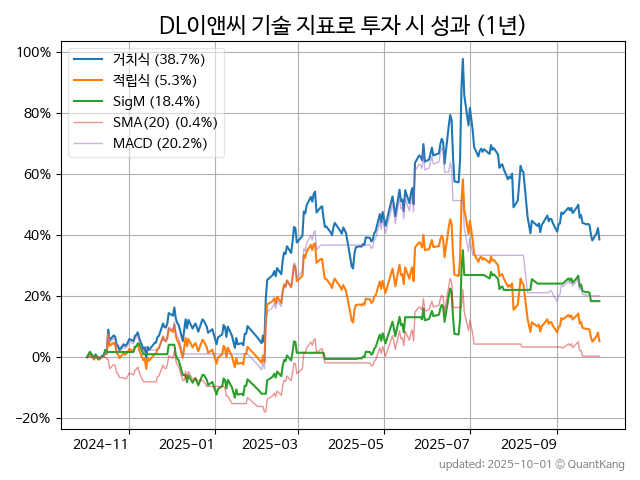 DL이앤씨 기술 지표로 투자 시 성과 (1년)
100%
80%
60%
40%
20%
0%
−20%
거치식 (38.7%)
적립식 (5.3%)
SigM (18.4%)
SMA(20) (0.4%)
MACD (20.2%)
2024-11
2025-01
2025-03
2025-05
2025-07
2025-09
updated: 2025-10-01 © QuantKang